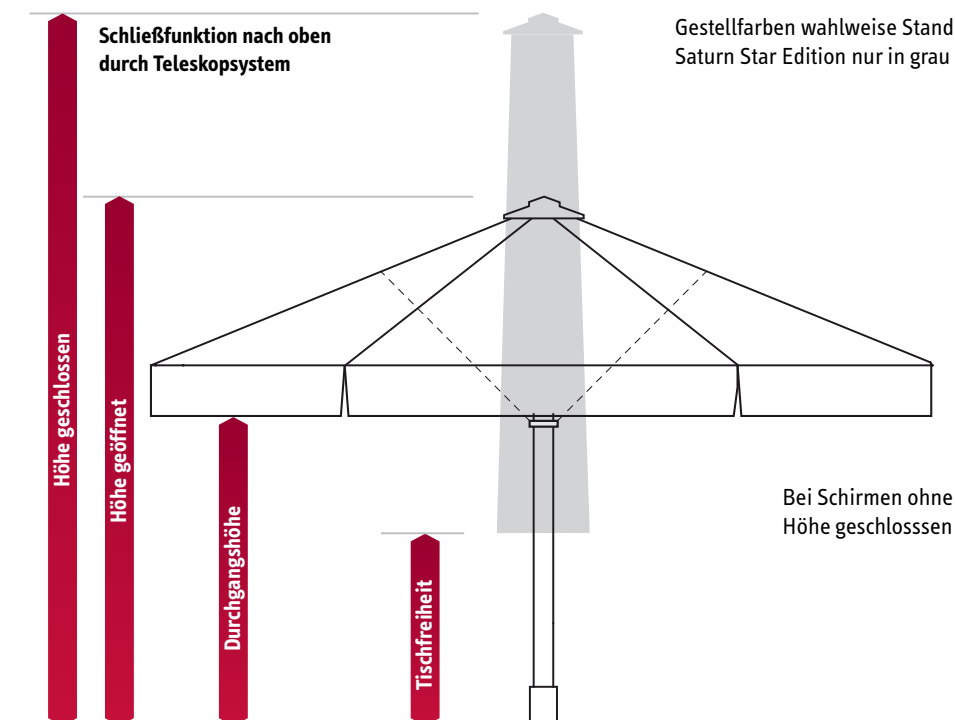 Schließfunktion nach oben
durch Teleskopsystem
Gestellfarben wahlweise Stand
Saturn Star Edition nur in grau
Höhe geschlossen
Höhe geöffnet
Durchgangshöhe
Tischfreiheit
Bei Schirmen ohne
Höhe geschlosssen